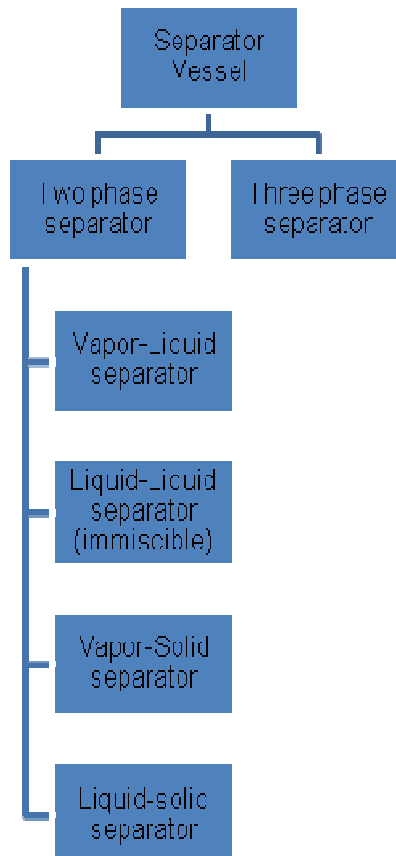 Separator
Vessel
Two phase
separator
Three phase
separator
Vapor-Liquid
separator
Liquid-Liquid
separator
(immiscible)
Vapor-Solid
separator
Liquid-solid
separator